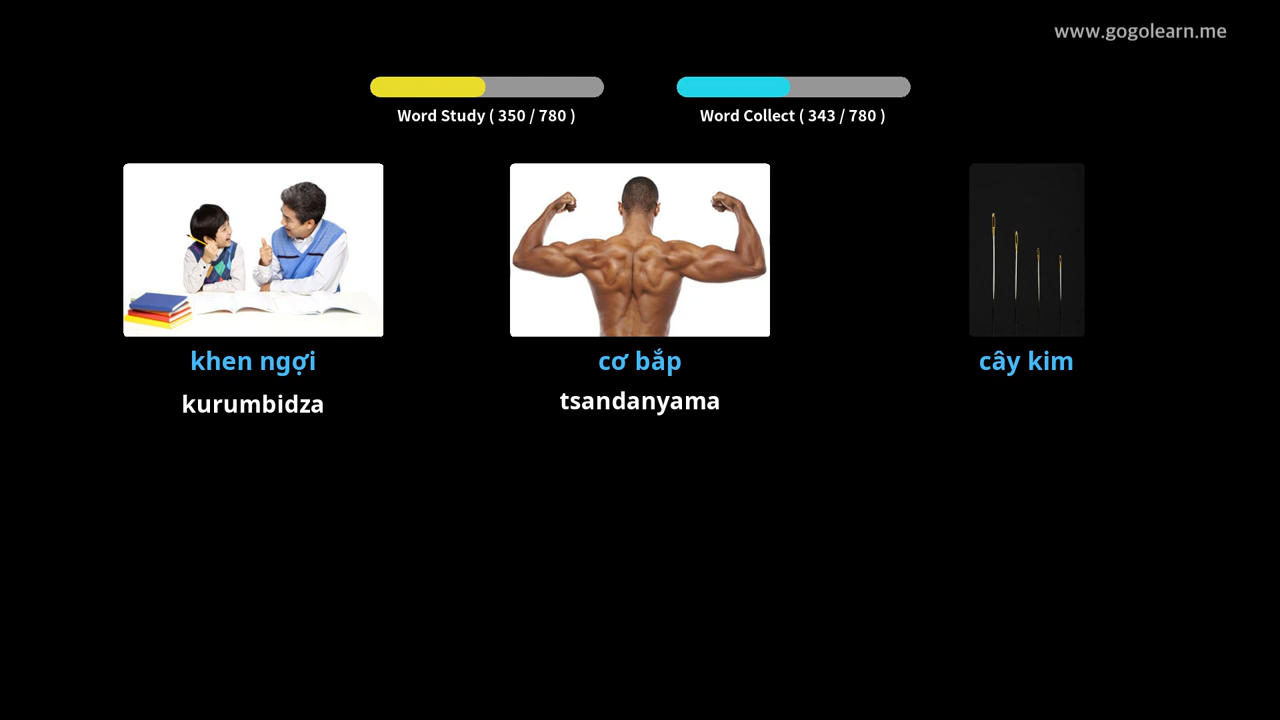 www.gogolearn.me
Word Study ( 350 / 780 )
Word Collect ( 343 / 780 )
khen ngợi
kurumbidza
cơ bắp
tsandanyama
cây kim